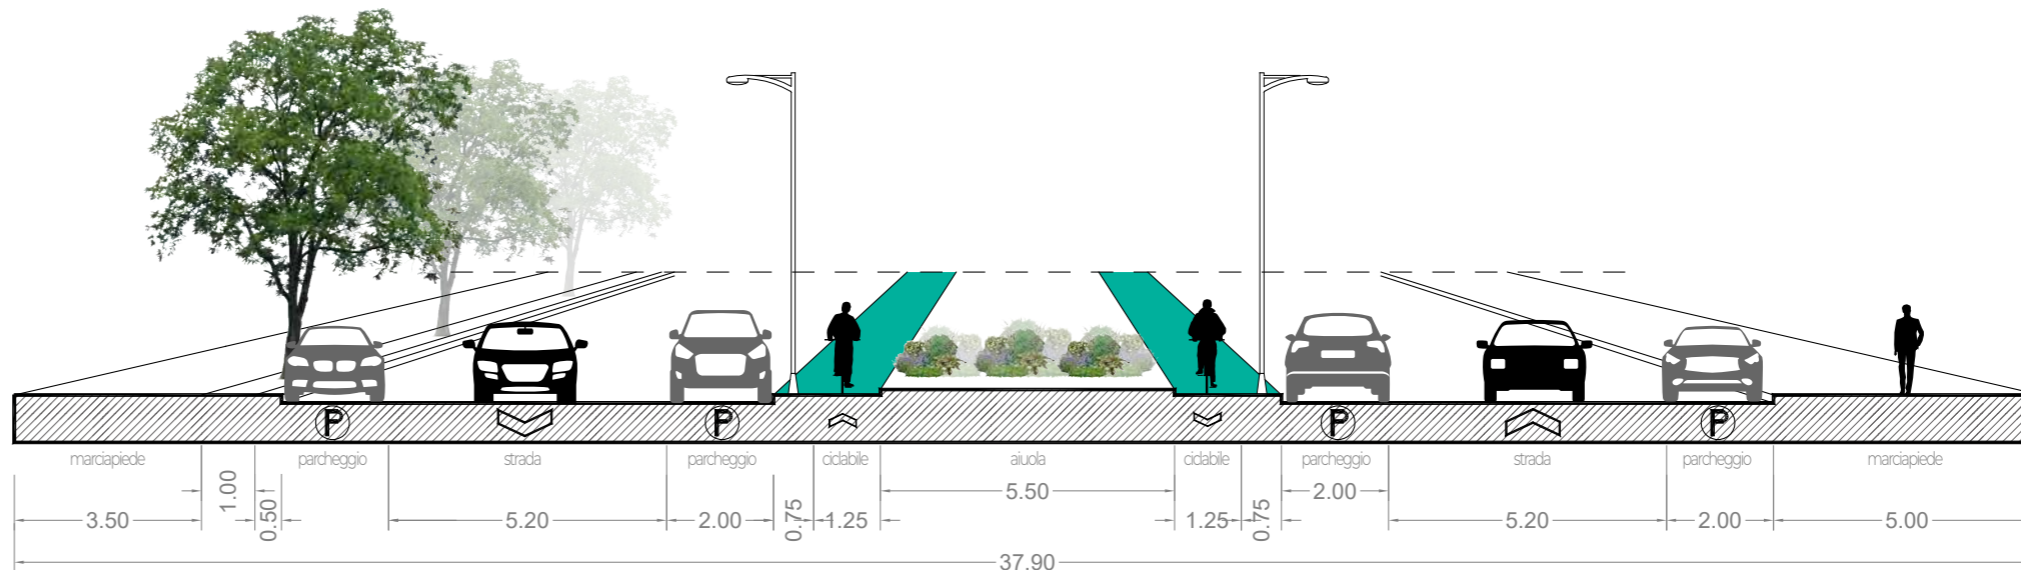 P P P P
marciapiede parcheggio strada parcheggio ciclabile aiuola ciclabile parcheggio strada parcheggio marciapiede
1.00 5.50 2.00
3.50 0.50 5.20 2.00 0.75 1.25 1.25 0.75 5.20 2.00 5.00
37.90